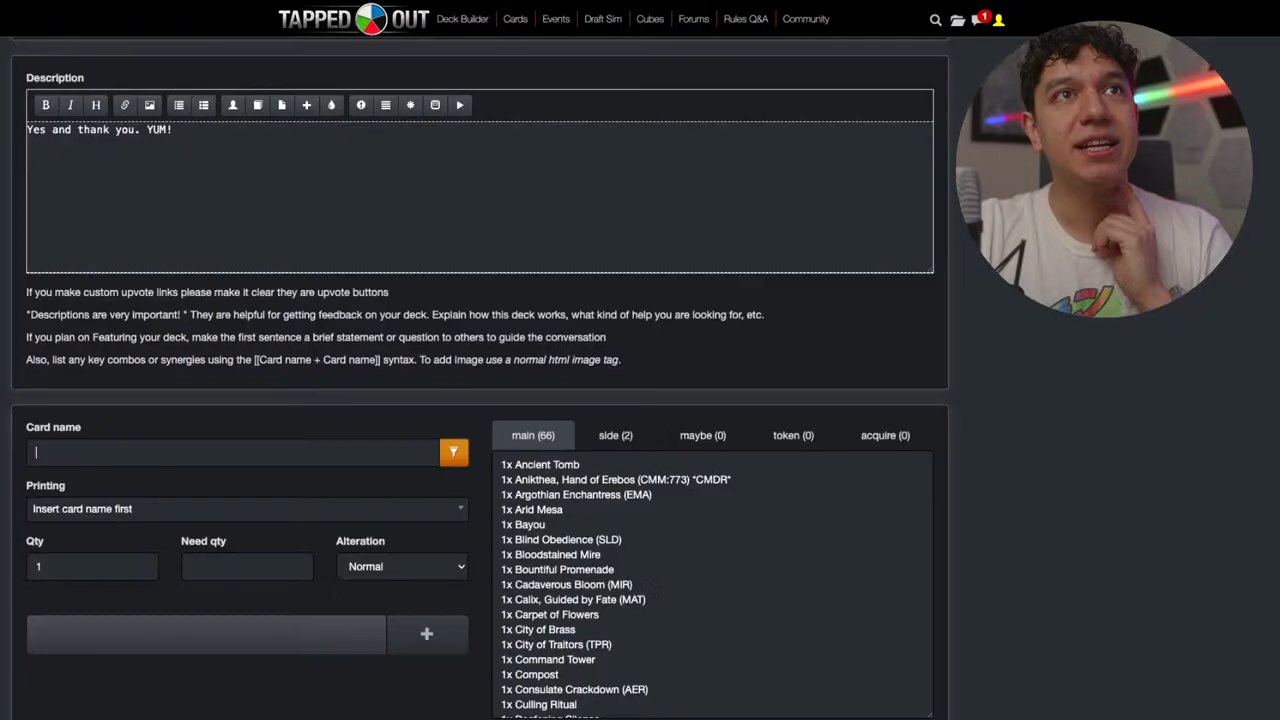 TAPPED OUT
Deck Builder
Cards
Events
Draft Sim
Cubes
Forums
Rules Q&A
Community
1
Description
B I H
Yes and thank you. YUM!
If you make custom upvote links please make it clear they are upvote buttons
"Descriptions are very important! " They are helpful for getting feedback on your deck. Explain how this deck works, what kind of help you are looking for, etc.
If you plan on Featuring your deck, make the first sentence a brief statement or question to others to guide the conversation
Also, list any key combos or synergies using the [[Card name + Card name]] syntax. To add image use a normal html image tag.
Card name
Printing
Insert card name first
Qty
Need qty
Alteration
1
Normal
main (66)
side (2)
maybe (0)
token (0)
acquire (0)
1x Ancient Tomb
1x Anikthea, Hand of Erebos (CMM:773) *CMDR*
1x Argothian Enchantress (EMA)
1x Arid Mesa
1x Bayou
1x Blind Obedience (SLD)
1x Bloodstained Mire
1x Bountiful Promenade
1x Cadaverous Bloom (MIR)
1x Calix, Guided by Fate (MAT)
1x Carpet of Flowers
1x City of Brass
1x City of Traitors (TPR)
1x Command Tower
1x Compost
1x Consulate Crackdown (AER)
1x Culling Ritual